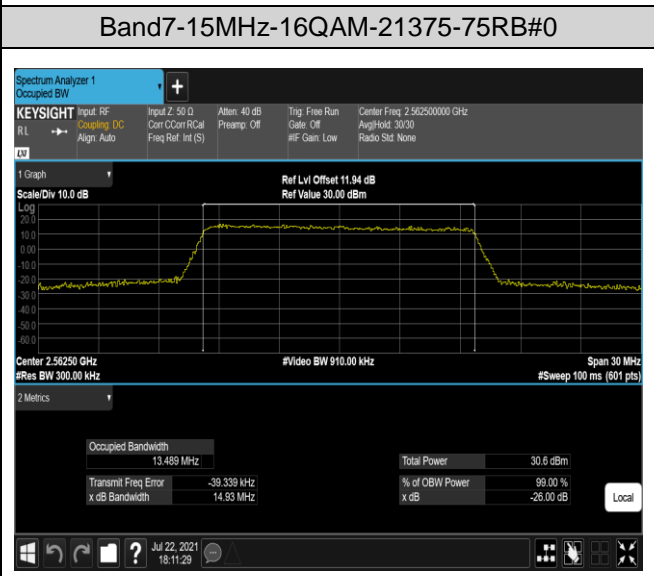 Band7-15MHz-16QAM-21375-75RB#0
Spectrum Analyzer 1
Occupied BW
+
KEYSIGHT Input: RF Input Z: 50 Ω Atten: 40 dB Trig: Free Run Center Freq: 2.562500000 GHz
RL Coupling: DC Corr CCorr RCal Preamp: Off Gate: Off Avg|Hold: 30/30
Align: Auto Freq Ref: Int (S) #IF Gain: Low Radio Std: None
LXI
1 Graph Ref Lvl Offset 11.94 dB
Scale/Div 10.0 dB Ref Value 30.00 dBm
Log
20.0
10.0
0.00
-10.0
-20.0
-30.0
-40.0
-50.0
-60.0
Center 2.56250 GHz #Video BW 910.00 kHz Span 30 MHz
#Res BW 300.00 kHz #Sweep 100 ms (601 pts)
2 Metrics
Occupied Bandwidth
13.489 MHz Total Power 30.6 dBm
Transmit Freq Error -39.339 kHz % of OBW Power 99.00 %
x dB Bandwidth 14.93 MHz x dB -26.00 dB
Local
? Jul 22, 2021
18:11:29